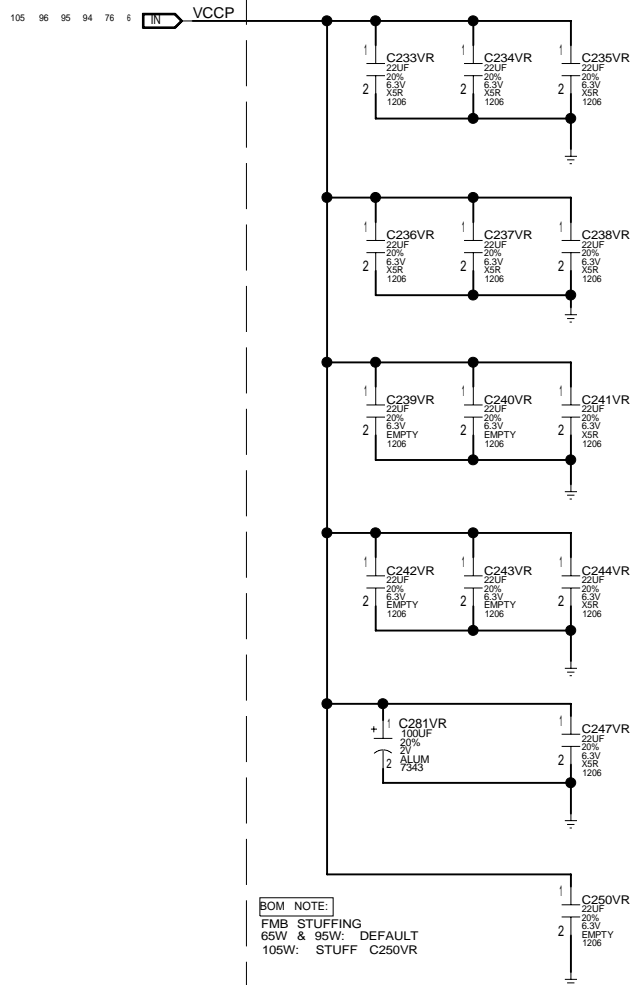 105 96 95 94 76 6 IN VCCP
1 C233VR
22UF
20%
6.3V
X5R
2 1206
1 C234VR
22UF
20%
6.3V
X5R
2 1206
1 C235VR
22UF
20%
6.3V
X5R
2 1206
1 C236VR
22UF
20%
6.3V
X5R
2 1206
1 C237VR
22UF
20%
6.3V
X5R
2 1206
1 C238VR
22UF
20%
6.3V
X5R
2 1206
1 C239VR
22UF
20%
6.3V
EMPTY
2 1206
1 C240VR
22UF
20%
6.3V
EMPTY
2 1206
1 C241VR
22UF
20%
6.3V
X5R
2 1206
1 C242VR
22UF
20%
6.3V
EMPTY
2 1206
1 C243VR
22UF
20%
6.3V
EMPTY
2 1206
1 C244VR
22UF
20%
6.3V
X5R
2 1206
+ 1 C281VR
100UF
20%
2V
ALUM
2 7343
1 C247VR
22UF
20%
6.3V
X5R
2 1206
1 C250VR
22UF
20%
6.3V
EMPTY
2 1206
BOM NOTE:
FMB STUFFING
65W & 95W: DEFAULT
105W: STUFF C250VR